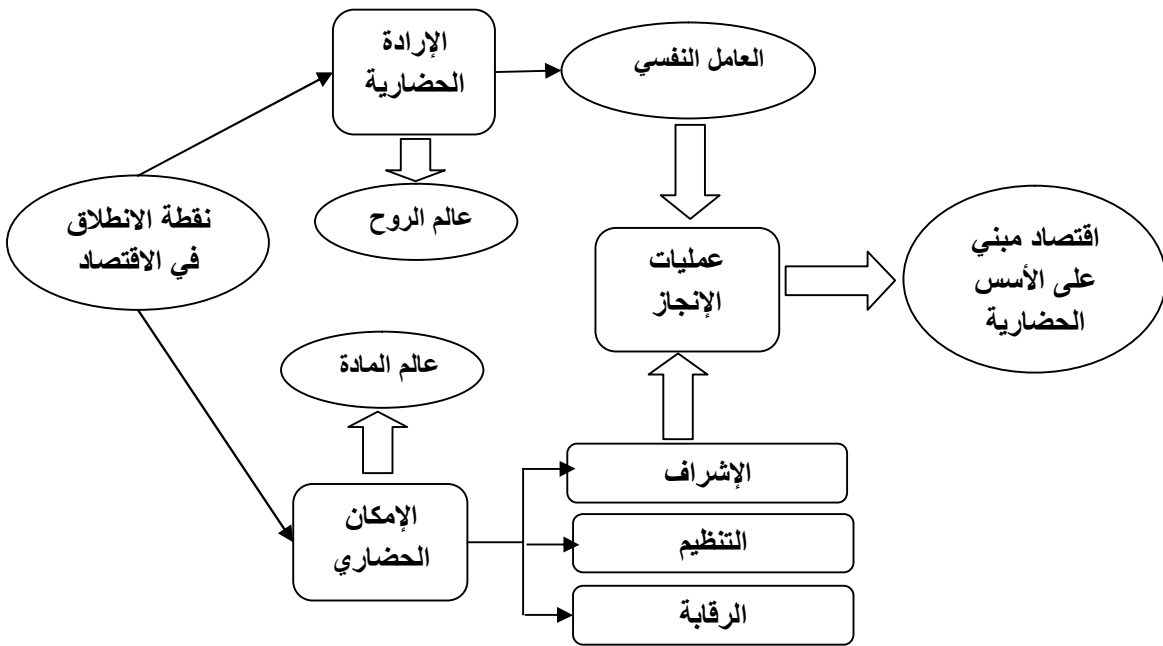 الإرادة
الحضارية
العامل النفسي
عالم الروح
نقطة الانطلاق
في الاقتصاد
عمليات
الإنجاز
اقتصاد مبني
على الأسس
الحضارية
عالم المادة
الإمكان
الحضاري
الإشراف
التنظيم
الرقابة